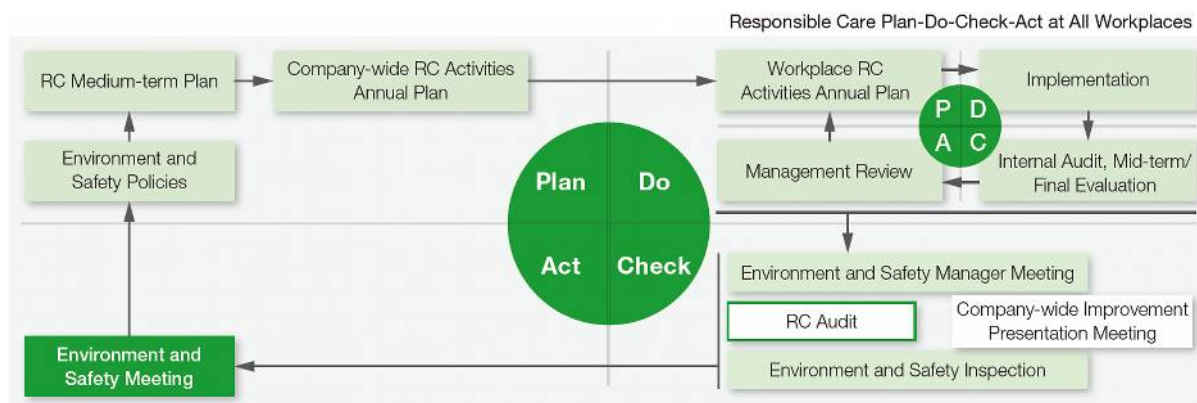 Responsible Care Plan-Do-Check-Act at All Workplaces
RC Medium-term Plan
Company-wide RC Activities
Annual Plan
Workplace RC
Activities Annual Plan
Implementation
P D
A C
Environment and
Safety Policies
Management Review
Internal Audit, Mid-term/
Final Evaluation
Plan Do
Act Check
Environment and Safety Manager Meeting
RC Audit
Company-wide Improvement
Presentation Meeting
Environment and Safety Inspection
Environment and
Safety Meeting